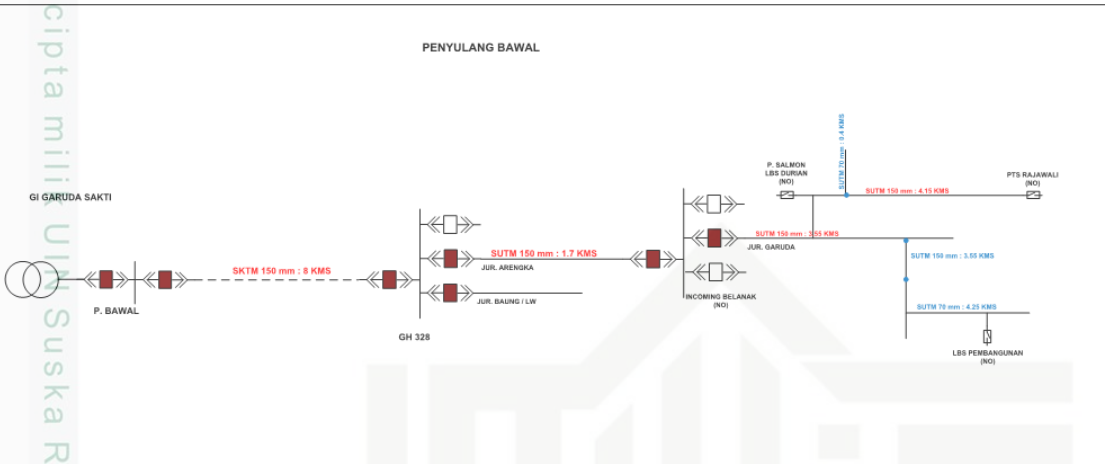 cipta milik UIN Suska R
PENYULANG BAWAL
GI GARUDA SAKTI
P. BAWAL
SKTM 150 mm : 8 KMS
GH 328
SUTM 150 mm : 1.7 KMS
JUR. ARENGKA
JUR. BAUNG / LW
INCOMING BELANAK
(NO)
JUR. GARUDA
SUTM 150 mm : 3.55 KMS
P. SALMON
LBS DURIAN
(NO)
SUTM 70 mm : 0.4 KMS
SUTM 150 mm : 4.15 KMS
PTS RAJAWALI
(NO)
SUTM 150 mm : 3.55 KMS
SUTM 70 mm : 4.25 KMS
LBS PEMBANGUNAN
(NO)